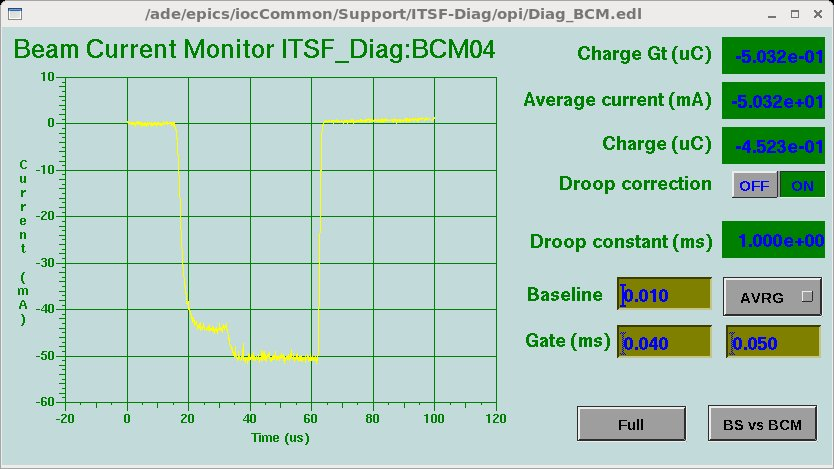 /ade/epics/iocCommon/Support/ITSF-Diag/opi/Diag_BCM.edl
Beam Current Monitor ITSF_Diag:BCM04
Current (mA)
10
0
-10
-20
-30
-40
-50
-60
-20
0
20
40
60
80
100
120
Time (us)
Charge Gt (uC) -5.032e-01
Average current (mA) -5.032e+01
Charge (uC) -4.523e-01
Droop correction OFF ON
Droop constant (ms) 1.000e+00
Baseline 0.010 AVRG
Gate (ms) 0.040 0.050
Full BS vs BCM